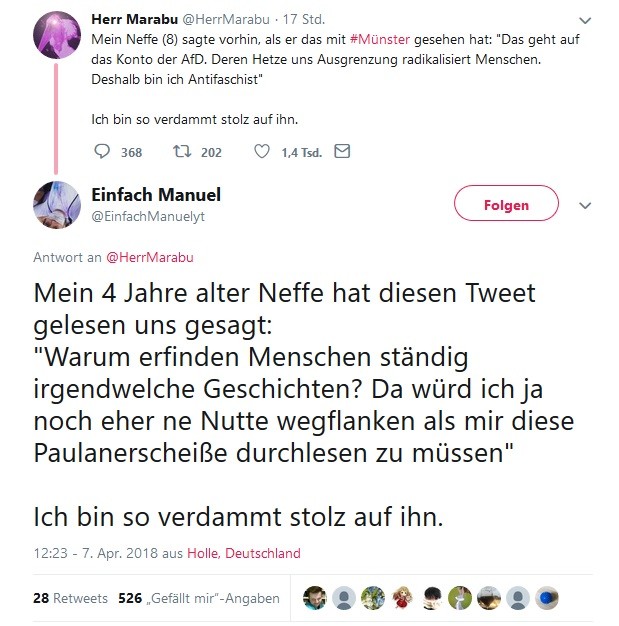 Herr Marabu @HerrMarabu · 17 Std.
Mein Neffe (8) sagte vorhin, als er das mit #Münster gesehen hat: "Das geht auf
das Konto der AfD. Deren Hetze uns Ausgrenzung radikalisiert Menschen.
Deshalb bin ich Antifaschist"
Ich bin so verdammt stolz auf ihn.
368 202 1,4 Tsd.
Einfach Manuel
@EinfachManuelyt
Folgen
Antwort an @HerrMarabu
Mein 4 Jahre alter Neffe hat diesen Tweet
gelesen uns gesagt:
"Warum erfinden Menschen ständig
irgendwelche Geschichten? Da würd ich ja
noch eher ne Nutte wegflanken als mir diese
Paulanerscheiße durchlesen zu müssen"
Ich bin so verdammt stolz auf ihn.
12:23 - 7. Apr. 2018 aus Holle, Deutschland
28 Retweets 526 „Gefällt mir“-Angaben